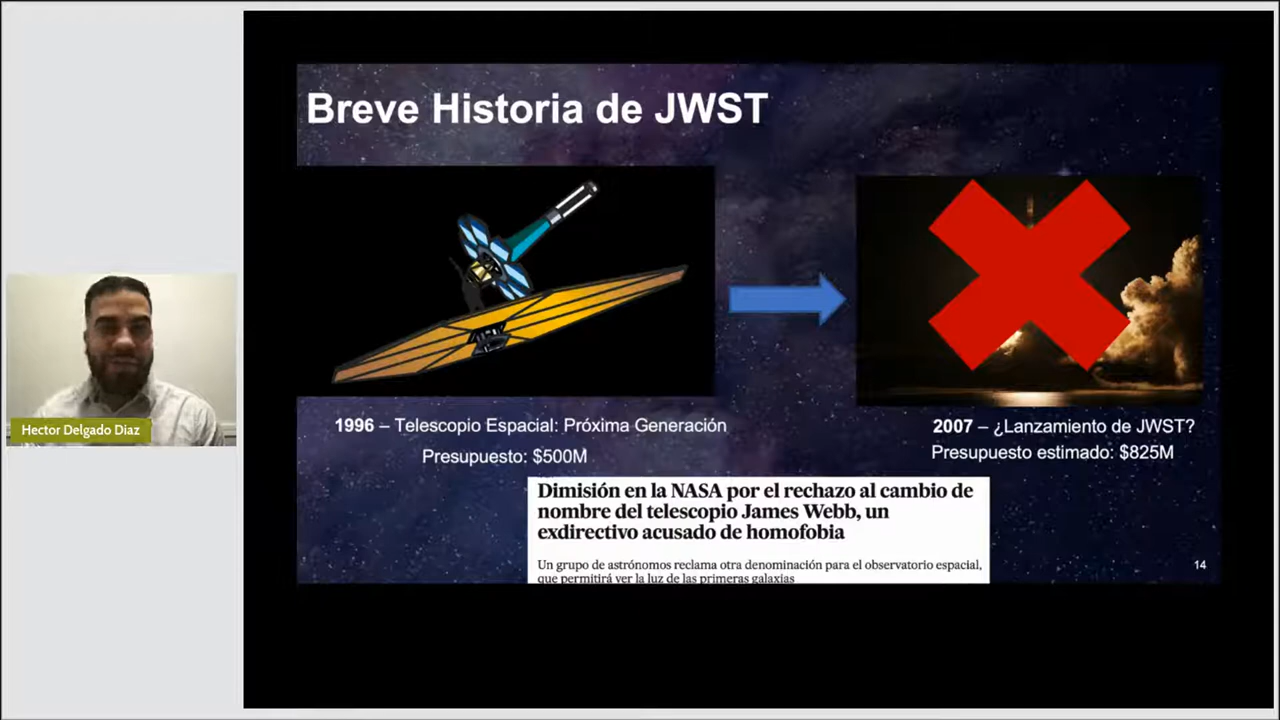 Breve Historia de JWST
1996 – Telescopio Espacial: Próxima Generación
Presupuesto: $500M
2007 – ¿Lanzamiento de JWST?
Presupuesto estimado: $825M
Dimisión en la NASA por el rechazo al cambio de
nombre del telescopio James Webb, un
exdirectivo acusado de homofobia
Un grupo de astrónomos reclama otra denominación para el observatorio espacial,
que permitirá ver la luz de las primeras galaxias
14
Hector Delgado Diaz